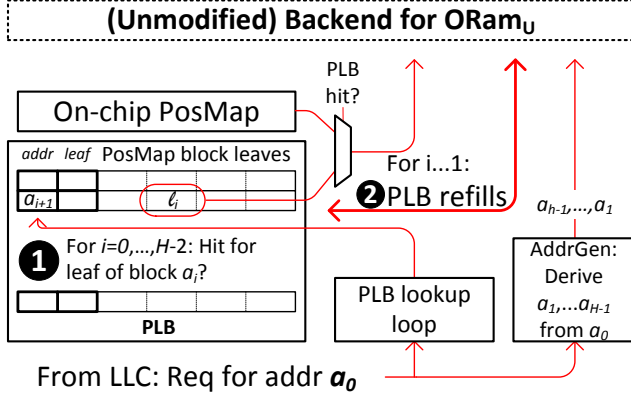 (Unmodified) Backend for ORam_U
PLB
hit?
On-chip PosMap
addr leaf PosMap block leaves
a_{i+1} ℓ_i
For i...1:
2 PLB refills
a_{h-1},...,a_1
1 For i=0,...,H-2: Hit for
leaf of block a_i?
PLB
PLB lookup
loop
AddrGen:
Derive
a_1,...a_{H-1}
from a_0
From LLC: Req for addr a_0